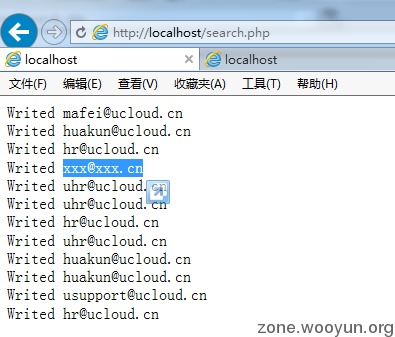 http://localhost/search.php
localhost
localhost
文件(F) 编辑(E) 查看(V) 收藏夹(A) 工具(T) 帮助(H)
Writed mafei@ucloud.cn
Writed huakun@ucloud.cn
Writed hr@ucloud.cn
Writed xxx@xxx.cn
Writed uhr@ucloud.cn
Writed uhr@ucloud.cn
Writed hr@ucloud.cn
Writed uhr@ucloud.cn
Writed huakun@ucloud.cn
Writed huakun@ucloud.cn
Writed usupport@ucloud.cn
Writed hr@ucloud.cn
zone.wooyun.org